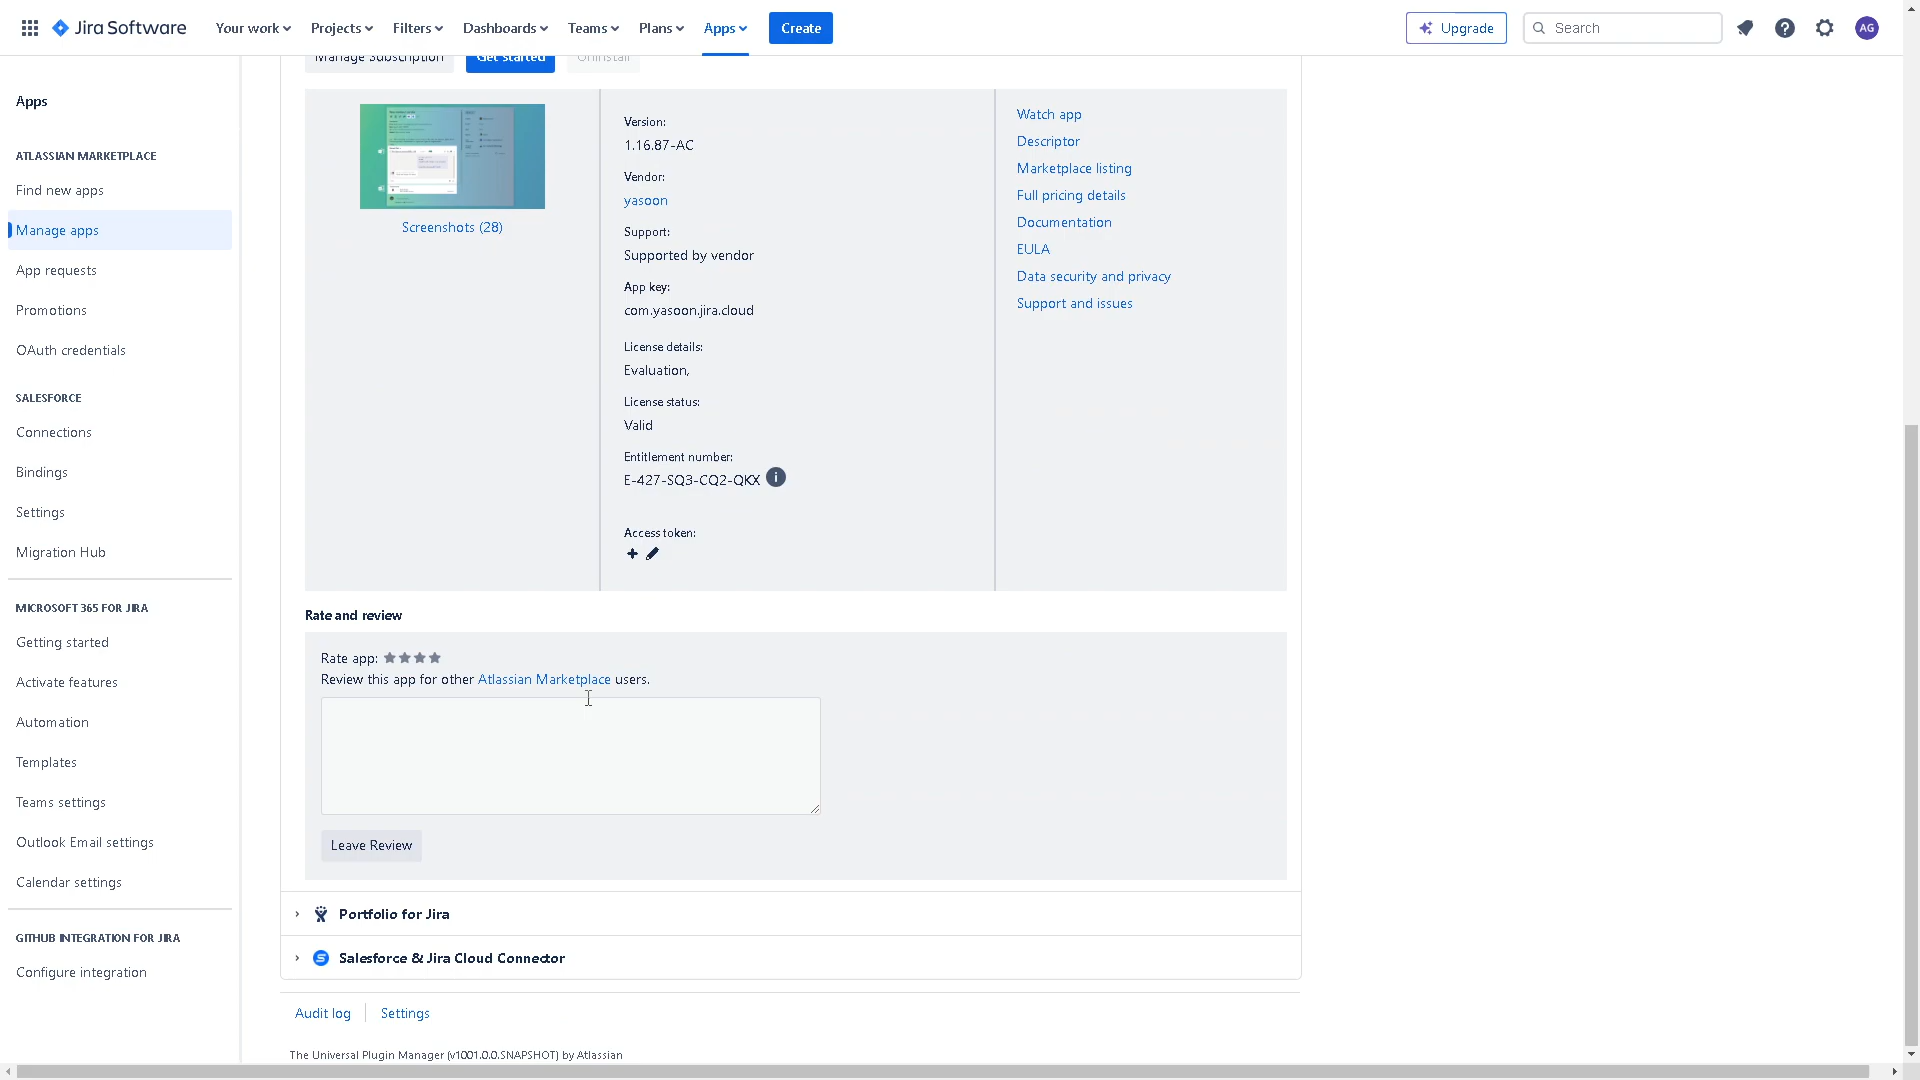 Jira Software Your work Projects Filters Dashboards Teams Plans Apps Create Upgrade Search AG
Apps
ATLASSIAN MARKETPLACE
Find new apps
Manage apps
App requests
Promotions
OAuth credentials
SALESFORCE
Connections
Bindings
Settings
Migration Hub
MICROSOFT 365 FOR JIRA
Getting started
Activate features
Automation
Templates
Teams settings
Outlook Email settings
Calendar settings
GITHUB INTEGRATION FOR JIRA
Configure integration
Manage Subscription Get started Uninstall
Screenshots (28)
Version:
1.16.87-AC
Vendor:
yasoon
Support:
Supported by vendor
App key:
com.yasoon.jira.cloud
License details:
Evaluation,
License status:
Valid
Entitlement number:
E-427-SQ3-CQ2-QKX
Access token:
Watch app
Descriptor
Marketplace listing
Full pricing details
Documentation
EULA
Data security and privacy
Support and issues
Rate and review
Rate app:
Review this app for other Atlassian Marketplace users.
Leave Review
Portfolio for Jira
Salesforce & Jira Cloud Connector
Audit log Settings
The Universal Plugin Manager (v1001.0.0.SNAPSHOT) by Atlassian